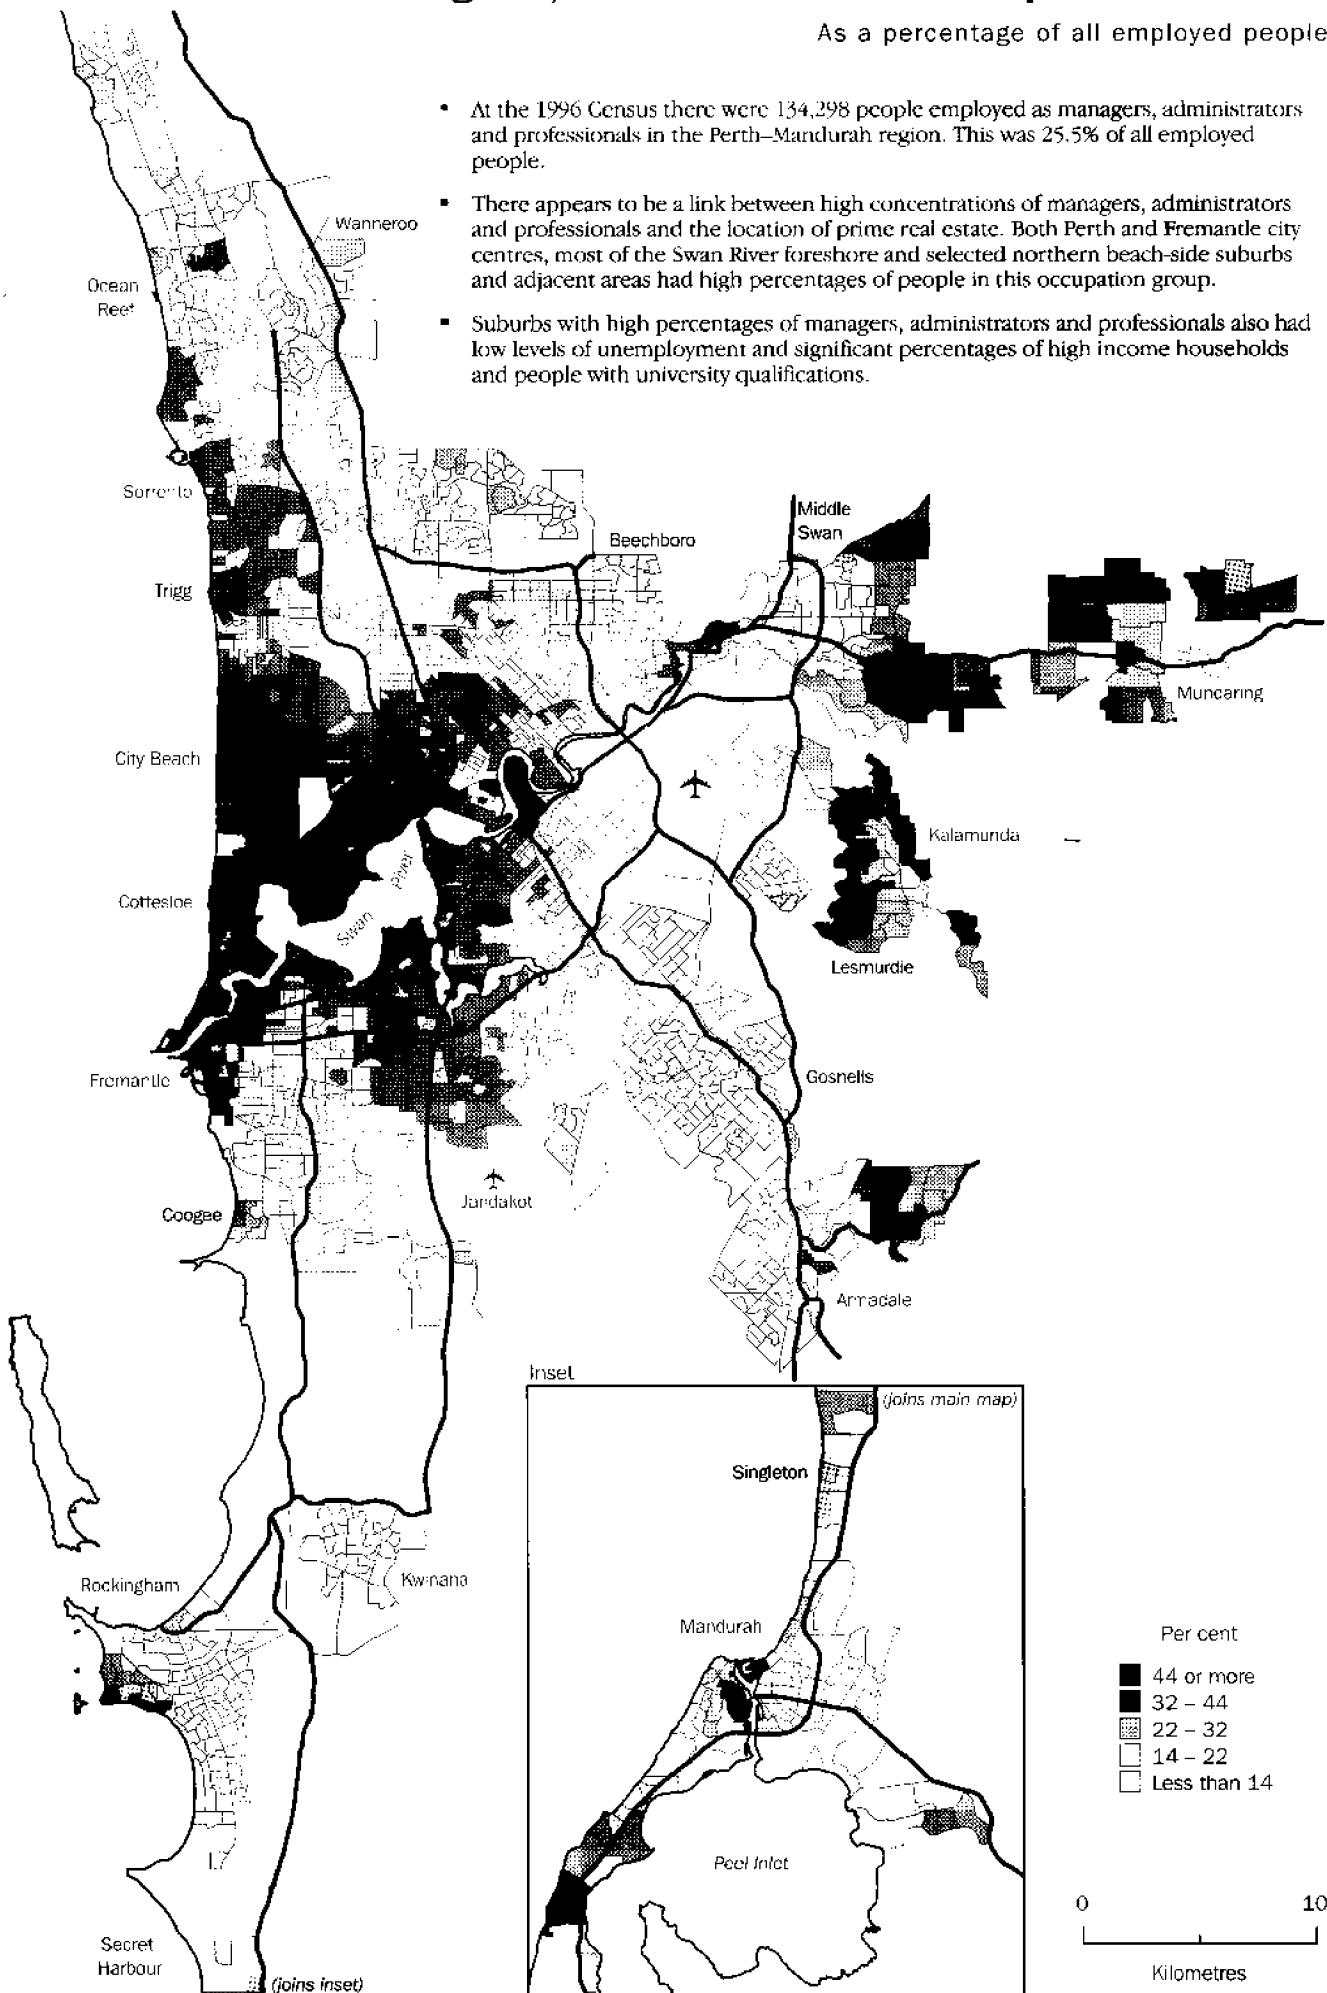 As a percentage of all employed people
▪ At the 1996 Census there were 134,298 people employed as managers, administrators
and professionals in the Perth–Mandurah region. This was 25.5% of all employed
people.
▪ There appears to be a link between high concentrations of managers, administrators
and professionals and the location of prime real estate. Both Perth and Fremantle city
centres, most of the Swan River foreshore and selected northern beach-side suburbs
and adjacent areas had high percentages of people in this occupation group.
▪ Suburbs with high percentages of managers, administrators and professionals also had
low levels of unemployment and significant percentages of high income households
and people with university qualifications.
Wanneroo
Ocean
Reef
Sorrento
Middle
Swan
Beechboro
Trigg
Mundaring
City Beach
Kalamunda
Cottesloe
Swan River
Lesmurdie
Fremantle
Gosnells
Jandakot
Coogee
Armadale
Inset
(joins main map)
Singleton
Rockingham
Kwinana
Mandurah
Per cent
44 or more
32 – 44
22 – 32
14 – 22
Less than 14
Peel Inlet
0 10
Kilometres
Secret
Harbour
(joins inset)